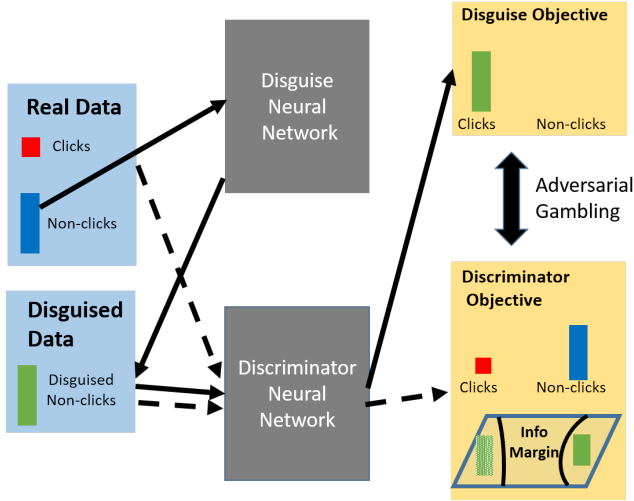 Real Data
Clicks
Non-clicks
Disguised
Data
Disguised
Non-clicks
Disguise
Neural
Network
Discriminator
Neural
Network
Disguise Objective
Clicks
Non-clicks
Adversarial
Gambling
Discriminator
Objective
Clicks
Non-clicks
Info
Margin